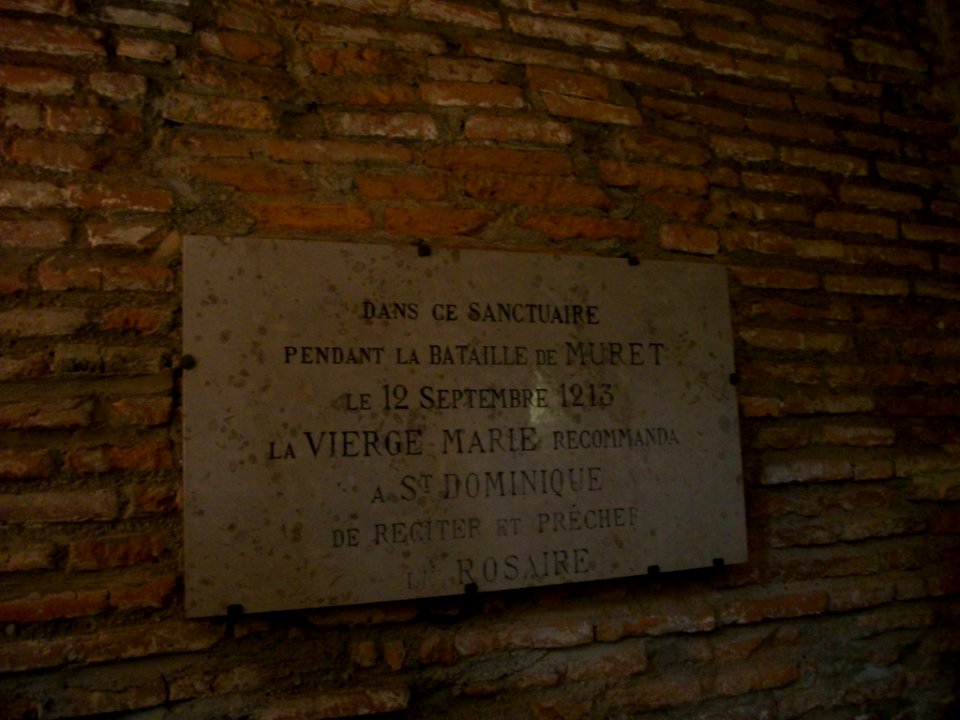 DANS CE SANCTUAIRE
PENDANT LA BATAILLE DE MURET
LE 12 SEPTEMBRE 1213
LA VIERGE MARIE RECOMMANDA
A ST DOMINIQUE
DE RECITER ET PRÉCHER
LE ROSAIRE